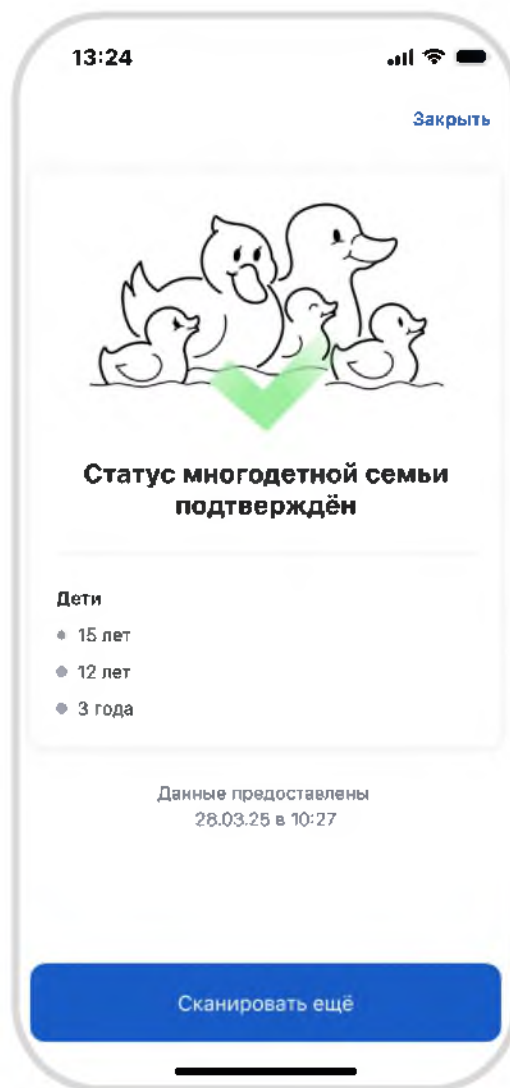 13:24
Закрыть
Статус многодетной семьи
подтверждён
Дети
15 лет
12 лет
3 года
Данные предоставлены
28.03.25 в 10:27
Сканировать ещё